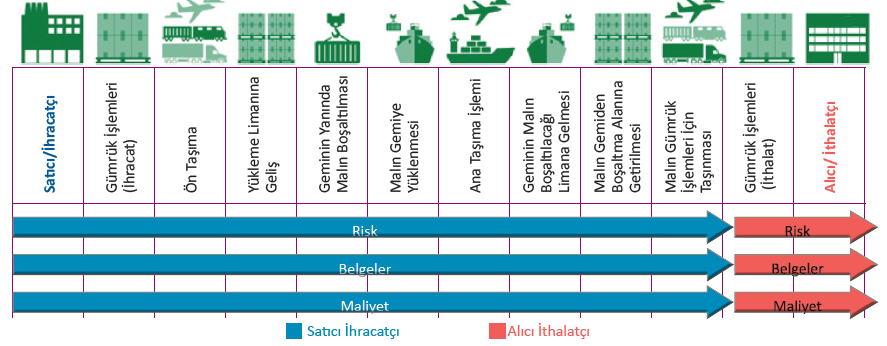 Satıcı/İhracatçı
Gümrük İşlemleri
(İhracat)
Ön Taşıma
Yükleme Limanına
Geliş
Geminin Yanında
Malın Boşaltılması
Malın Gemiye
Yüklenmesi
Ana Taşıma İşlemi
Geminin Malın
Boşaltılacağı
Limana Gelmesi
Malın Gemiden
Boşaltma Alanına
Getirilmesi
Malın Gümrük
İşlemleri İçin
Taşınması
Gümrük İşlemleri
(İthalat)
Alıcı/ İthalatçı
Risk
Risk
Belgeler
Belgeler
Maliyet
Maliyet
Satıcı İhracatçı
Alıcı İthalatçı